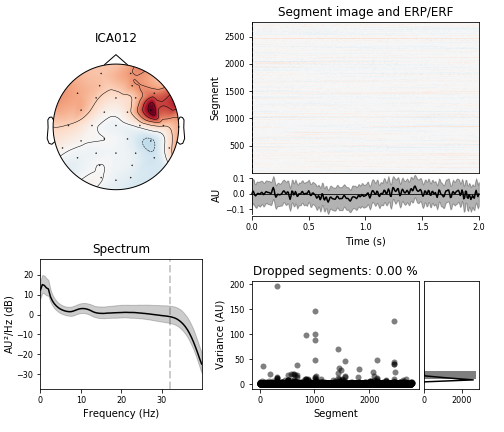 ICA012
Segment image and ERP/ERF
Segment
2500
2000
1500
1000
500
AU
0.1
0.0
−0.1
0.0 0.5 1.0 1.5 2.0
Time (s)
Spectrum
AU²/Hz (dB)
20
10
0
−10
−20
−30
0 10 20 30
Frequency (Hz)
Dropped segments: 0.00 %
Variance (AU)
200
150
100
50
0
0 1000 2000
Segment
0 2000